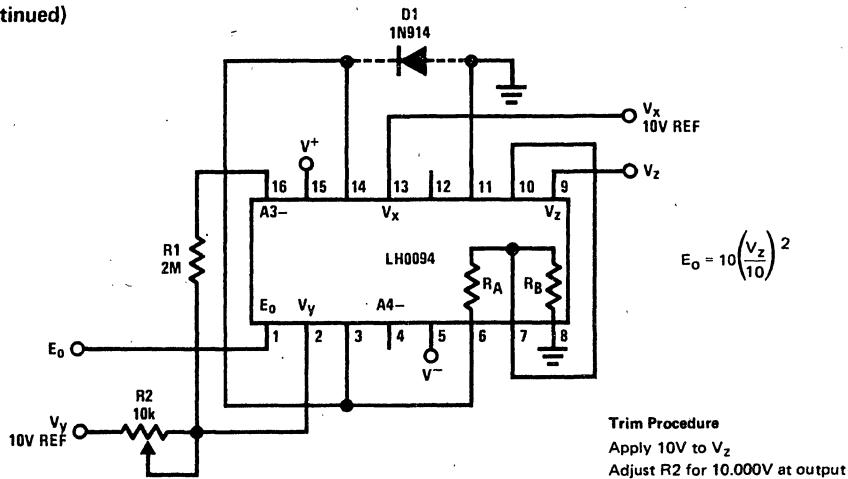 tinued)
D1
1N914
Vx
10V REF
V+
Vz
16 15 14 13 12 11 10 9
A3– Vx Vz
R1
2M
LH0094
RA RB
Eo = 10(Vz/10)2
Eo Vy A4–
1 2 3 4 5 6 7 8
Eo
V–
R2
10k
Vy
10V REF
Trim Procedure
Apply 10V to Vz
Adjust R2 for 10.000V at output